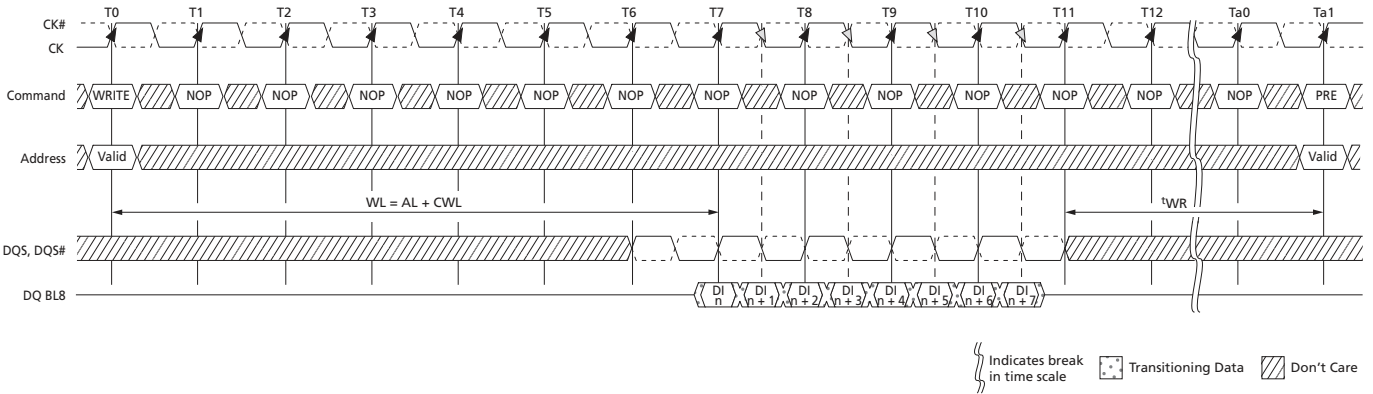 T0 T1 T2 T3 T4 T5 T6 T7 T8 T9 T10 T11 T12 Ta0 Ta1
CK#
CK
Command WRITE NOP NOP NOP NOP NOP NOP NOP NOP NOP NOP NOP NOP NOP PRE
Address Valid Valid
WL = AL + CWL tWR
DQS, DQS#
DQ BL8 DI n DI n + 1 DI n + 2 DI n + 3 DI n + 4 DI n + 5 DI n + 6 DI n + 7
Indicates break
in time scale
Transitioning Data
Don't Care